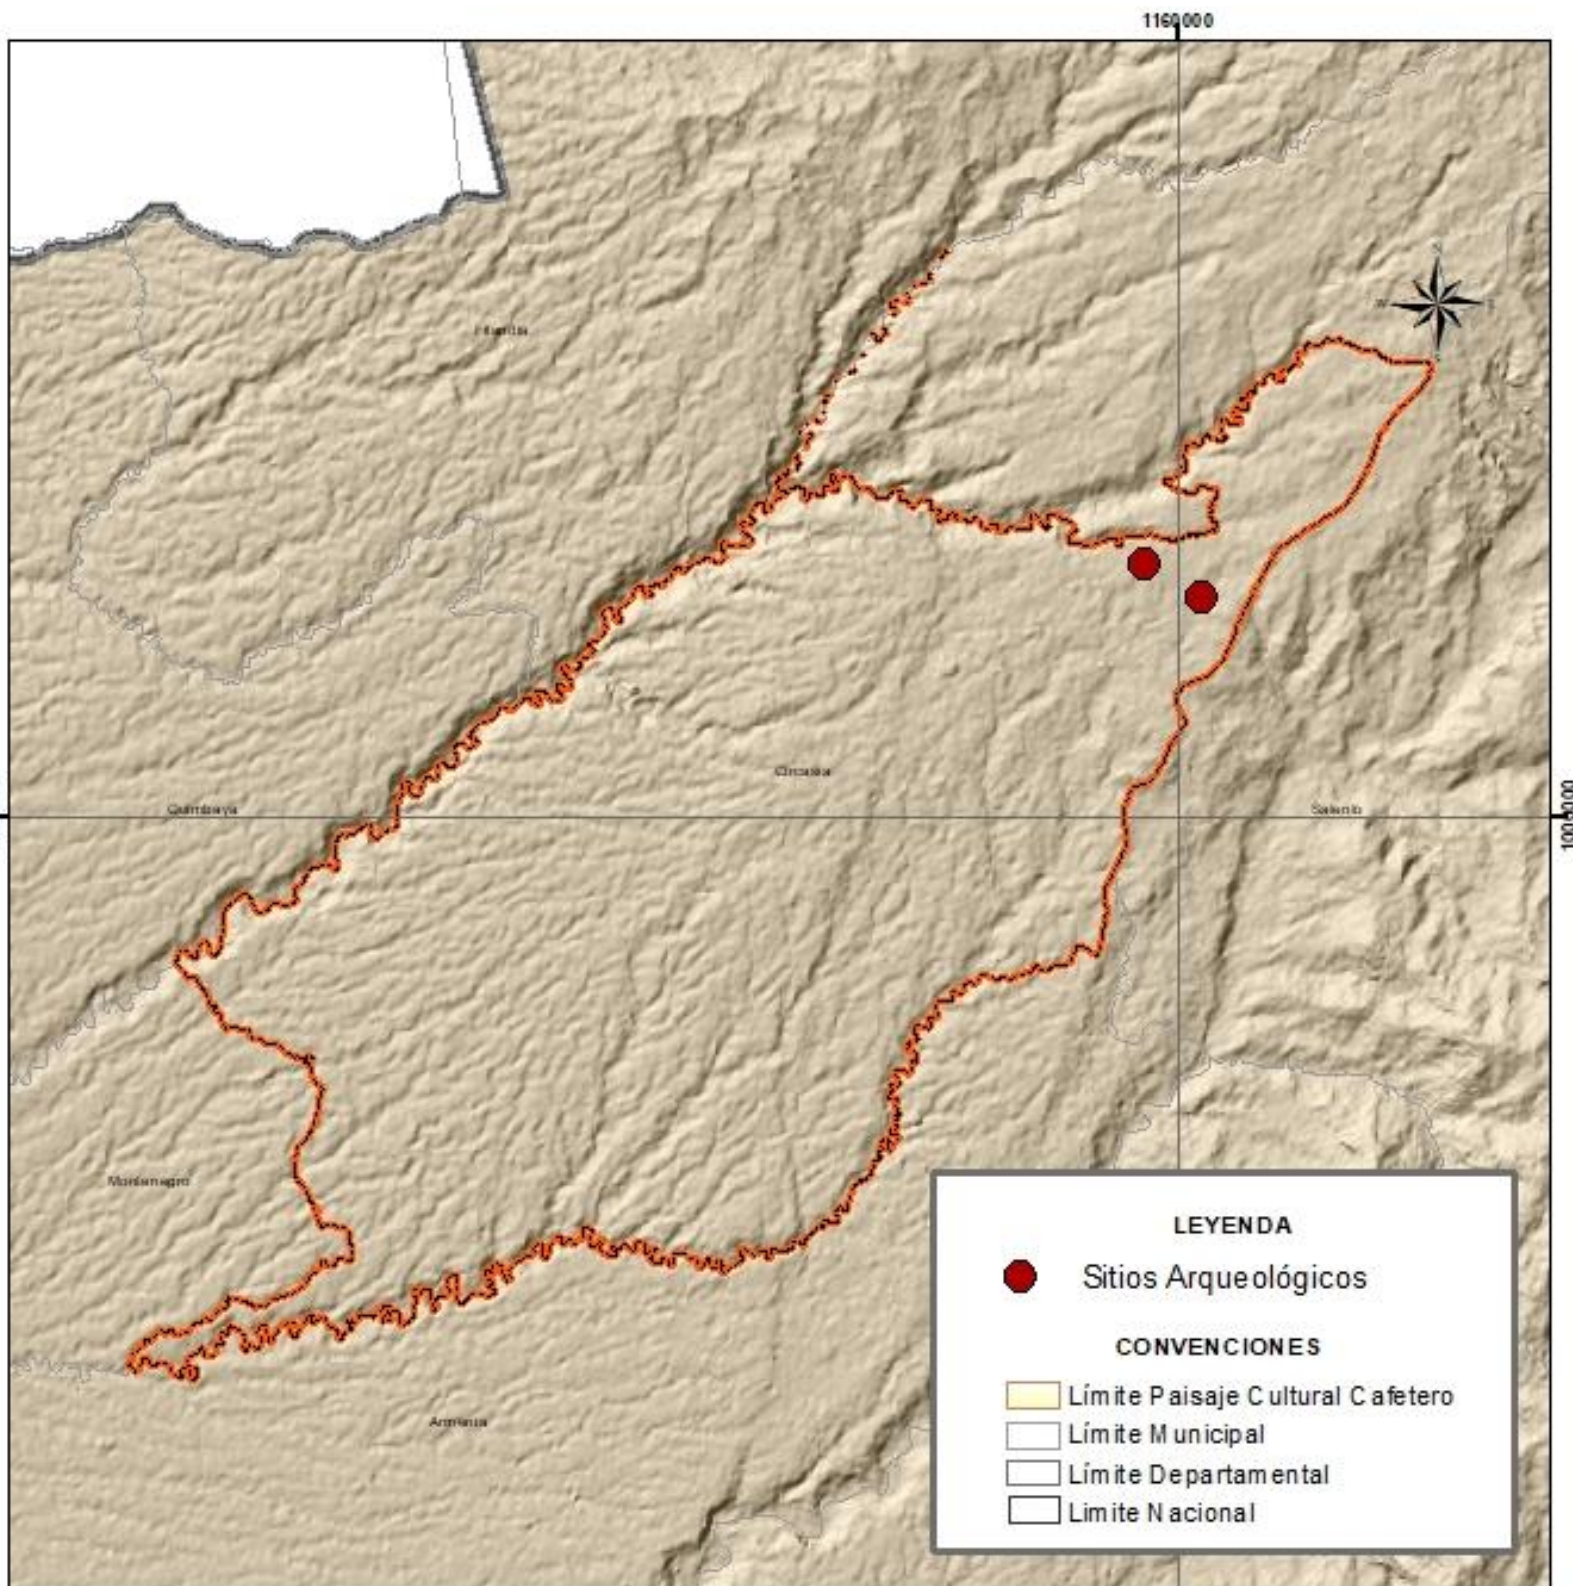 1160000
Filandia
Circasia
Quimbaya
Salento
Montenegro
Armenia
LEYENDA
Sitios Arqueológicos
CONVENCIONES
Límite Paisaje Cultural Cafetero
Límite Municipal
Límite Departamental
Limite Nacional